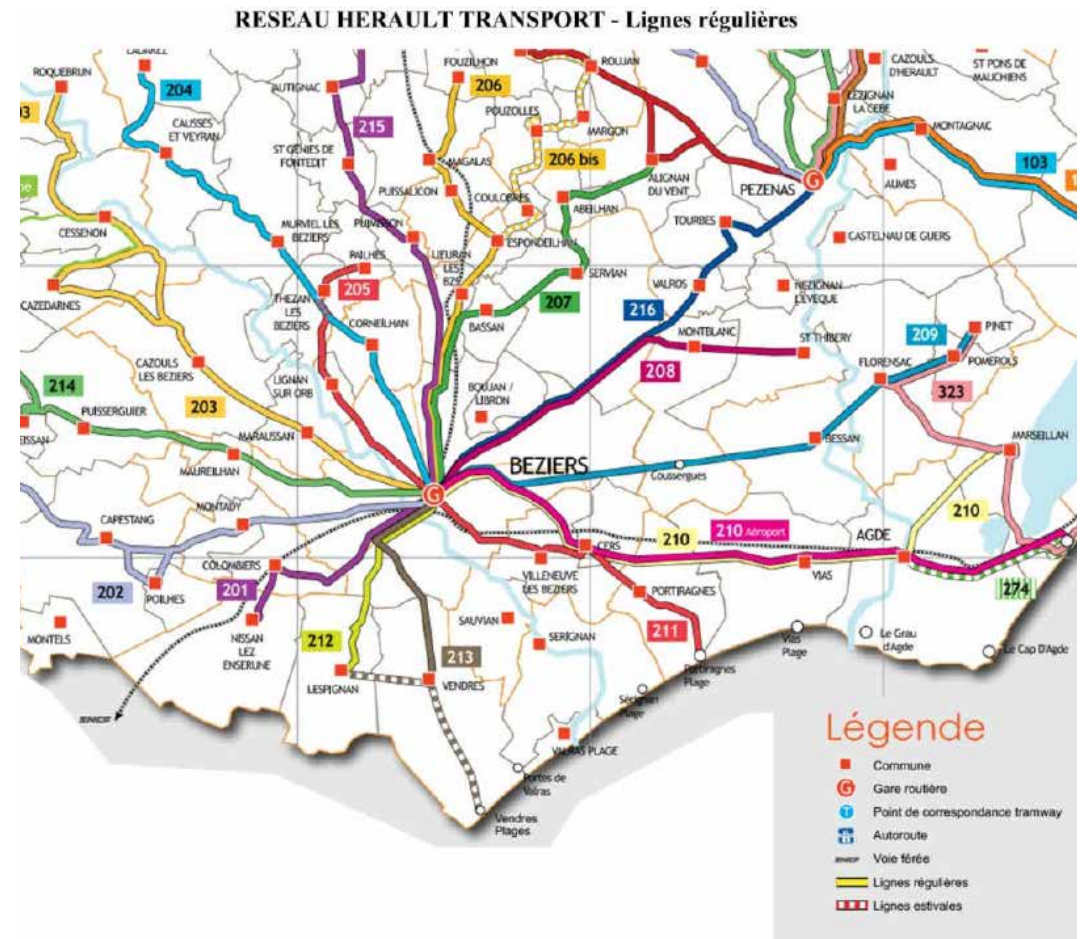 RESEAU HERAULT TRANSPORT - Lignes régulières
ROQUEBRUN
204
CAUSSES
ET VEYRAN
AUTIGNAC
215
ST GENIES DE
FONTEDIT
FOUZILHON
206
POUZOLLES
ROUJAN
MARGON
206 bis
MAGALAS
PUISSALICON
COULOBRES
ALIGNAN
DU VENT
ABEILHAN
CAZOULS
D'HERAULT
ST PONS DE
MAUCHIENS
LEZIGNAN
LA CEBE
MONTAGNAC
103
PEZENAS
AUMES
TOURBES
CASTELNAU DE GUERS
CESSENON
MURVIEL LES
BEZIERS
PAILHES
PUIMISSON
LIEURAN
LES
BZS
ESPONDEILHAN
SERVIAN
VALROS
NEZIGNAN
L'EVEQUE
CAZEDARNES
205
THEZAN
LES
BEZIERS
CORNEILHAN
BASSAN
207
216
MONTBLANC
ST THIBERY
208
209
PINET
POMEROLS
FLORENSAC
323
CAZOULS
LES BEZIERS
LIGNAN
SUR ORB
BOUJAN /
LIBRON
214
PUISSERGUIER
203
MARAUSSAN
MAUREILHAN
BEZIERS
Coussergues
BESSAN
MARSEILLAN
MONTADY
CAPESTANG
210
210 Aéroport
AGDE
210
CERS
COLOMBIERS
202
POILHES
201
VILLENEUVE
LES BEZIERS
VIAS
274
PORTIRAGNES
MONTELS
NISSAN
LEZ
ENSERUNE
212
213
SAUVIAN
SERIGNAN
211
Vias
Plage
Le Grau
d'Agde
Le Cap D'Agde
Portiragnes
Plage
LESPIGNAN
VENDRES
Sérignan
Plage
SNCF
VALRAS PLAGE
Portes de
Valras
Vendres
Plages
Légende
Commune
G Gare routière
T Point de correspondance tramway
Autoroute
SNCF Voie férée
Lignes régulières
Lignes estivales